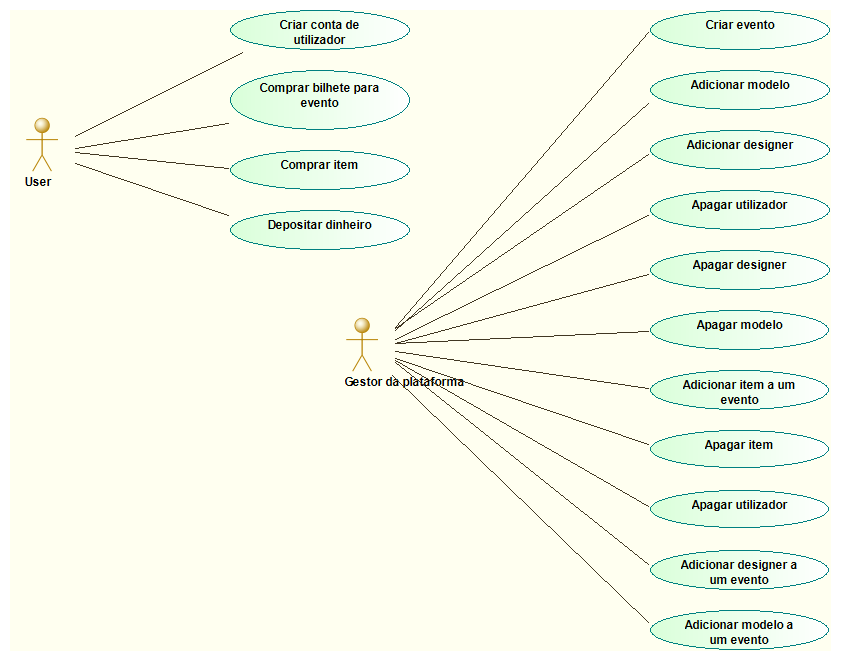 Criar conta de
utilizador
Comprar bilhete para
evento
Comprar item
Depositar dinheiro
User
Gestor da plataforma
Criar evento
Adicionar modelo
Adicionar designer
Apagar utilizador
Apagar designer
Apagar modelo
Adicionar item a um
evento
Apagar item
Apagar utilizador
Adicionar designer a
um evento
Adicionar modelo a
um evento